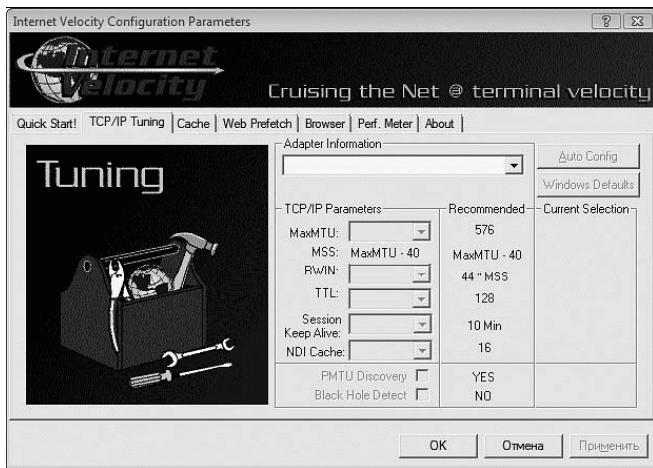 Internet Velocity Configuration Parameters
Internet
Velocity
Cruising the Net @ terminal velocity
Quick Start! TCP/IP Tuning Cache Web Prefetch Browser Perf. Meter About
Tuning
Adapter Information
Auto Config
Windows Defaults
TCP/IP Parameters Recommended Current Selection
MaxMTU: 576
MSS: MaxMTU - 40 MaxMTU - 40
RWIN: 44 * MSS
TTL: 128
Session
Keep Alive: 10 Min
NDI Cache: 16
PMTU Discovery YES
Black Hole Detect NO
OK Отмена Применить